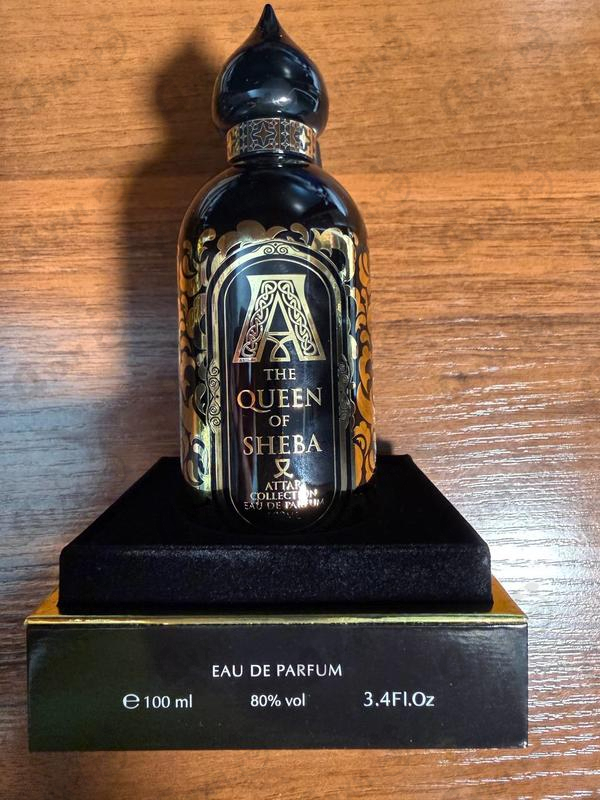 A
THE
QUEEN
OF
SHEBA
ATTAR
COLLECTION
EAU DE PARFUM
EAU DE PARFUM
℮ 100 ml 80% vol 3.4Fl.Oz